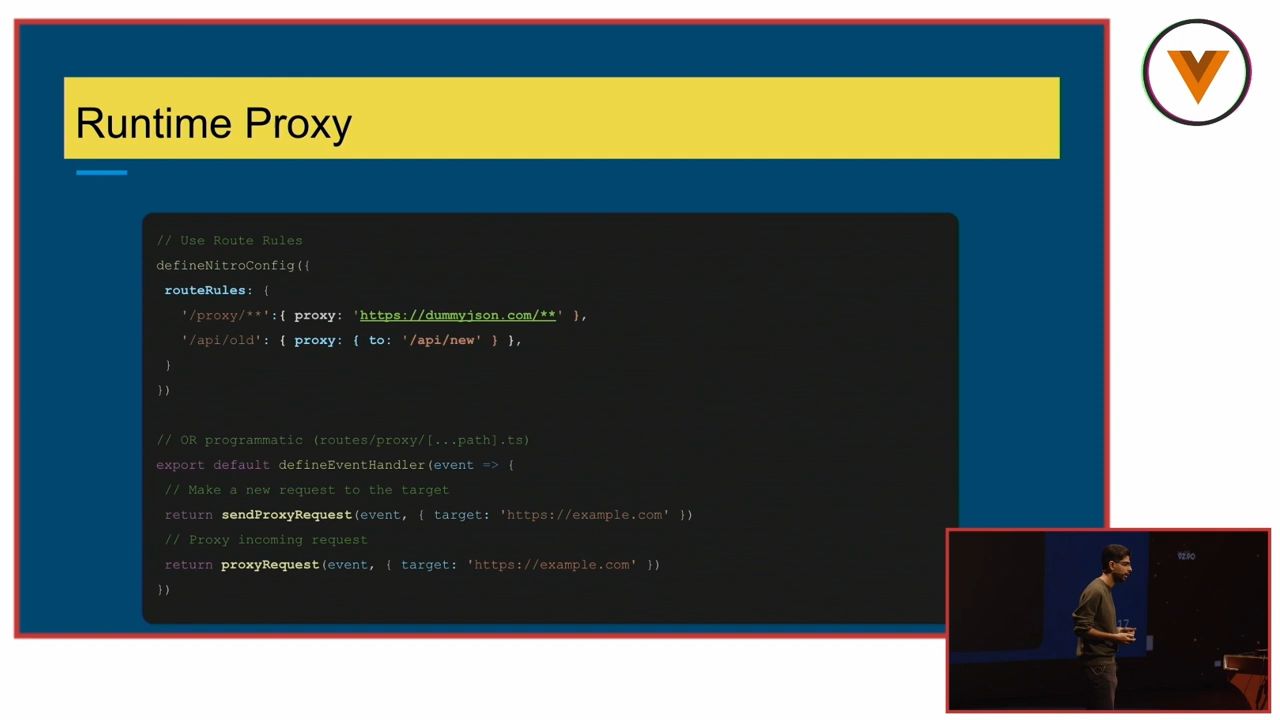 Runtime Proxy
// Use Route Rules
defineNitroConfig({
routeRules: {
'/proxy/**':{ proxy: 'https://dummyjson.com/**' },
'/api/old': { proxy: { to: '/api/new' } },
}
})
// OR programmatic (routes/proxy/[...path].ts)
export default defineEventHandler(event => {
// Make a new request to the target
return sendProxyRequest(event, { target: 'https://example.com' })
// Proxy incoming request
return proxyRequest(event, { target: 'https://example.com' })
})
17